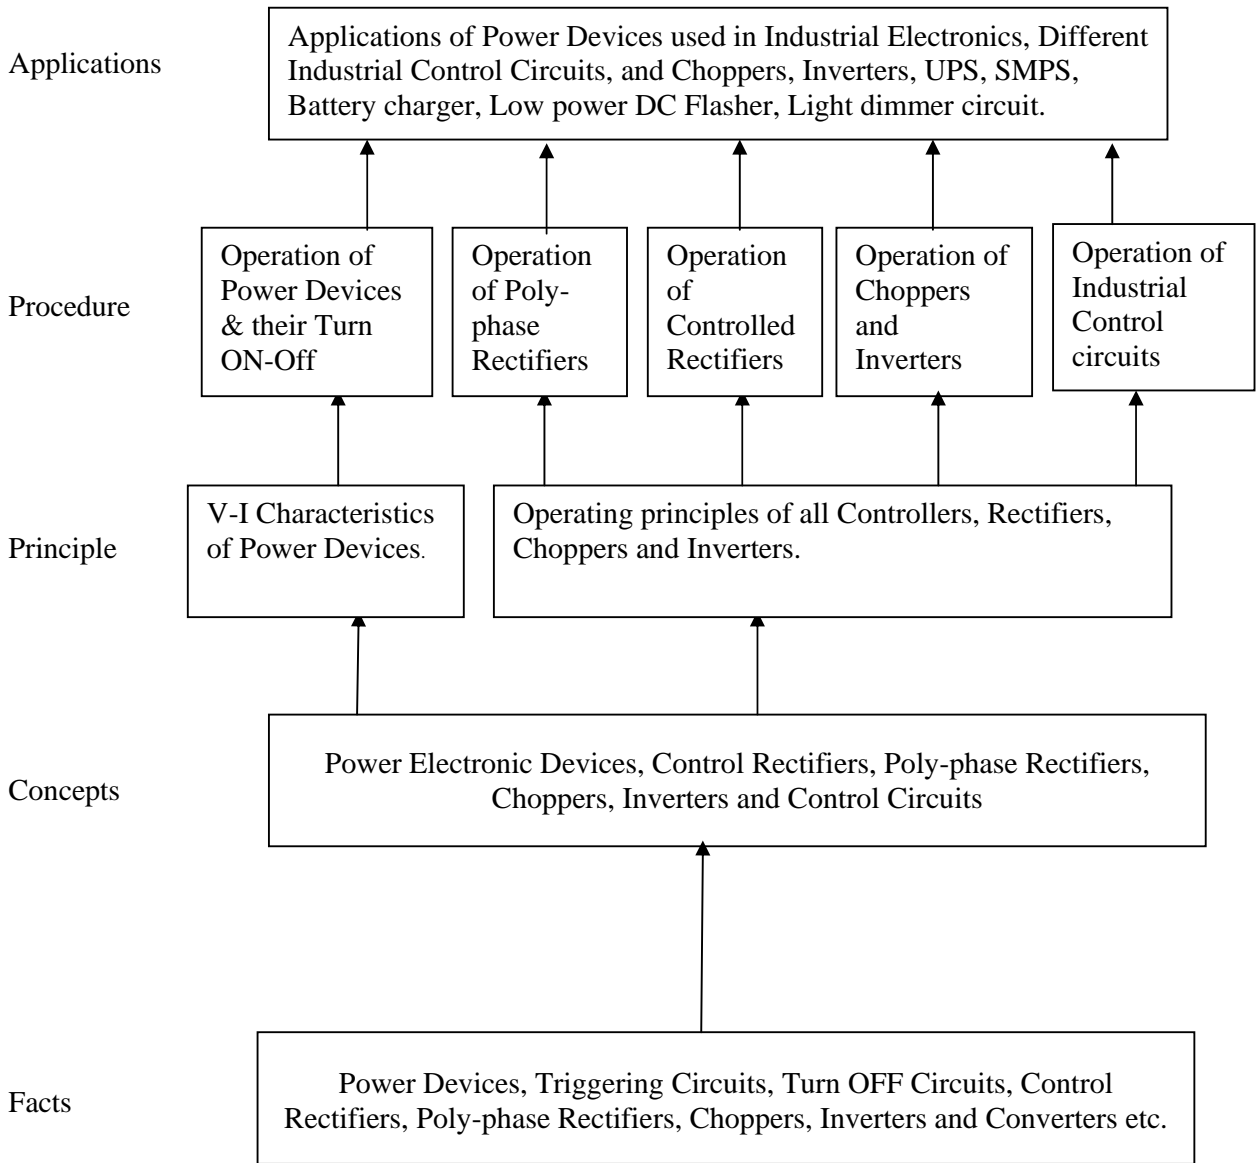 Applications
Applications of Power Devices used in Industrial Electronics, Different
Industrial Control Circuits, and Choppers, Inverters, UPS, SMPS,
Battery charger, Low power DC Flasher, Light dimmer circuit.
Procedure
Operation of
Power Devices
& their Turn
ON-Off
Operation
of Poly-
phase
Rectifiers
Operation
of
Controlled
Rectifiers
Operation of
Choppers
and
Inverters
Operation of
Industrial
Control
circuits
Principle
V-I Characteristics
of Power Devices.
Operating principles of all Controllers, Rectifiers,
Choppers and Inverters.
Concepts
Power Electronic Devices, Control Rectifiers, Poly-phase Rectifiers,
Choppers, Inverters and Control Circuits
Facts
Power Devices, Triggering Circuits, Turn OFF Circuits, Control
Rectifiers, Poly-phase Rectifiers, Choppers, Inverters and Converters etc.